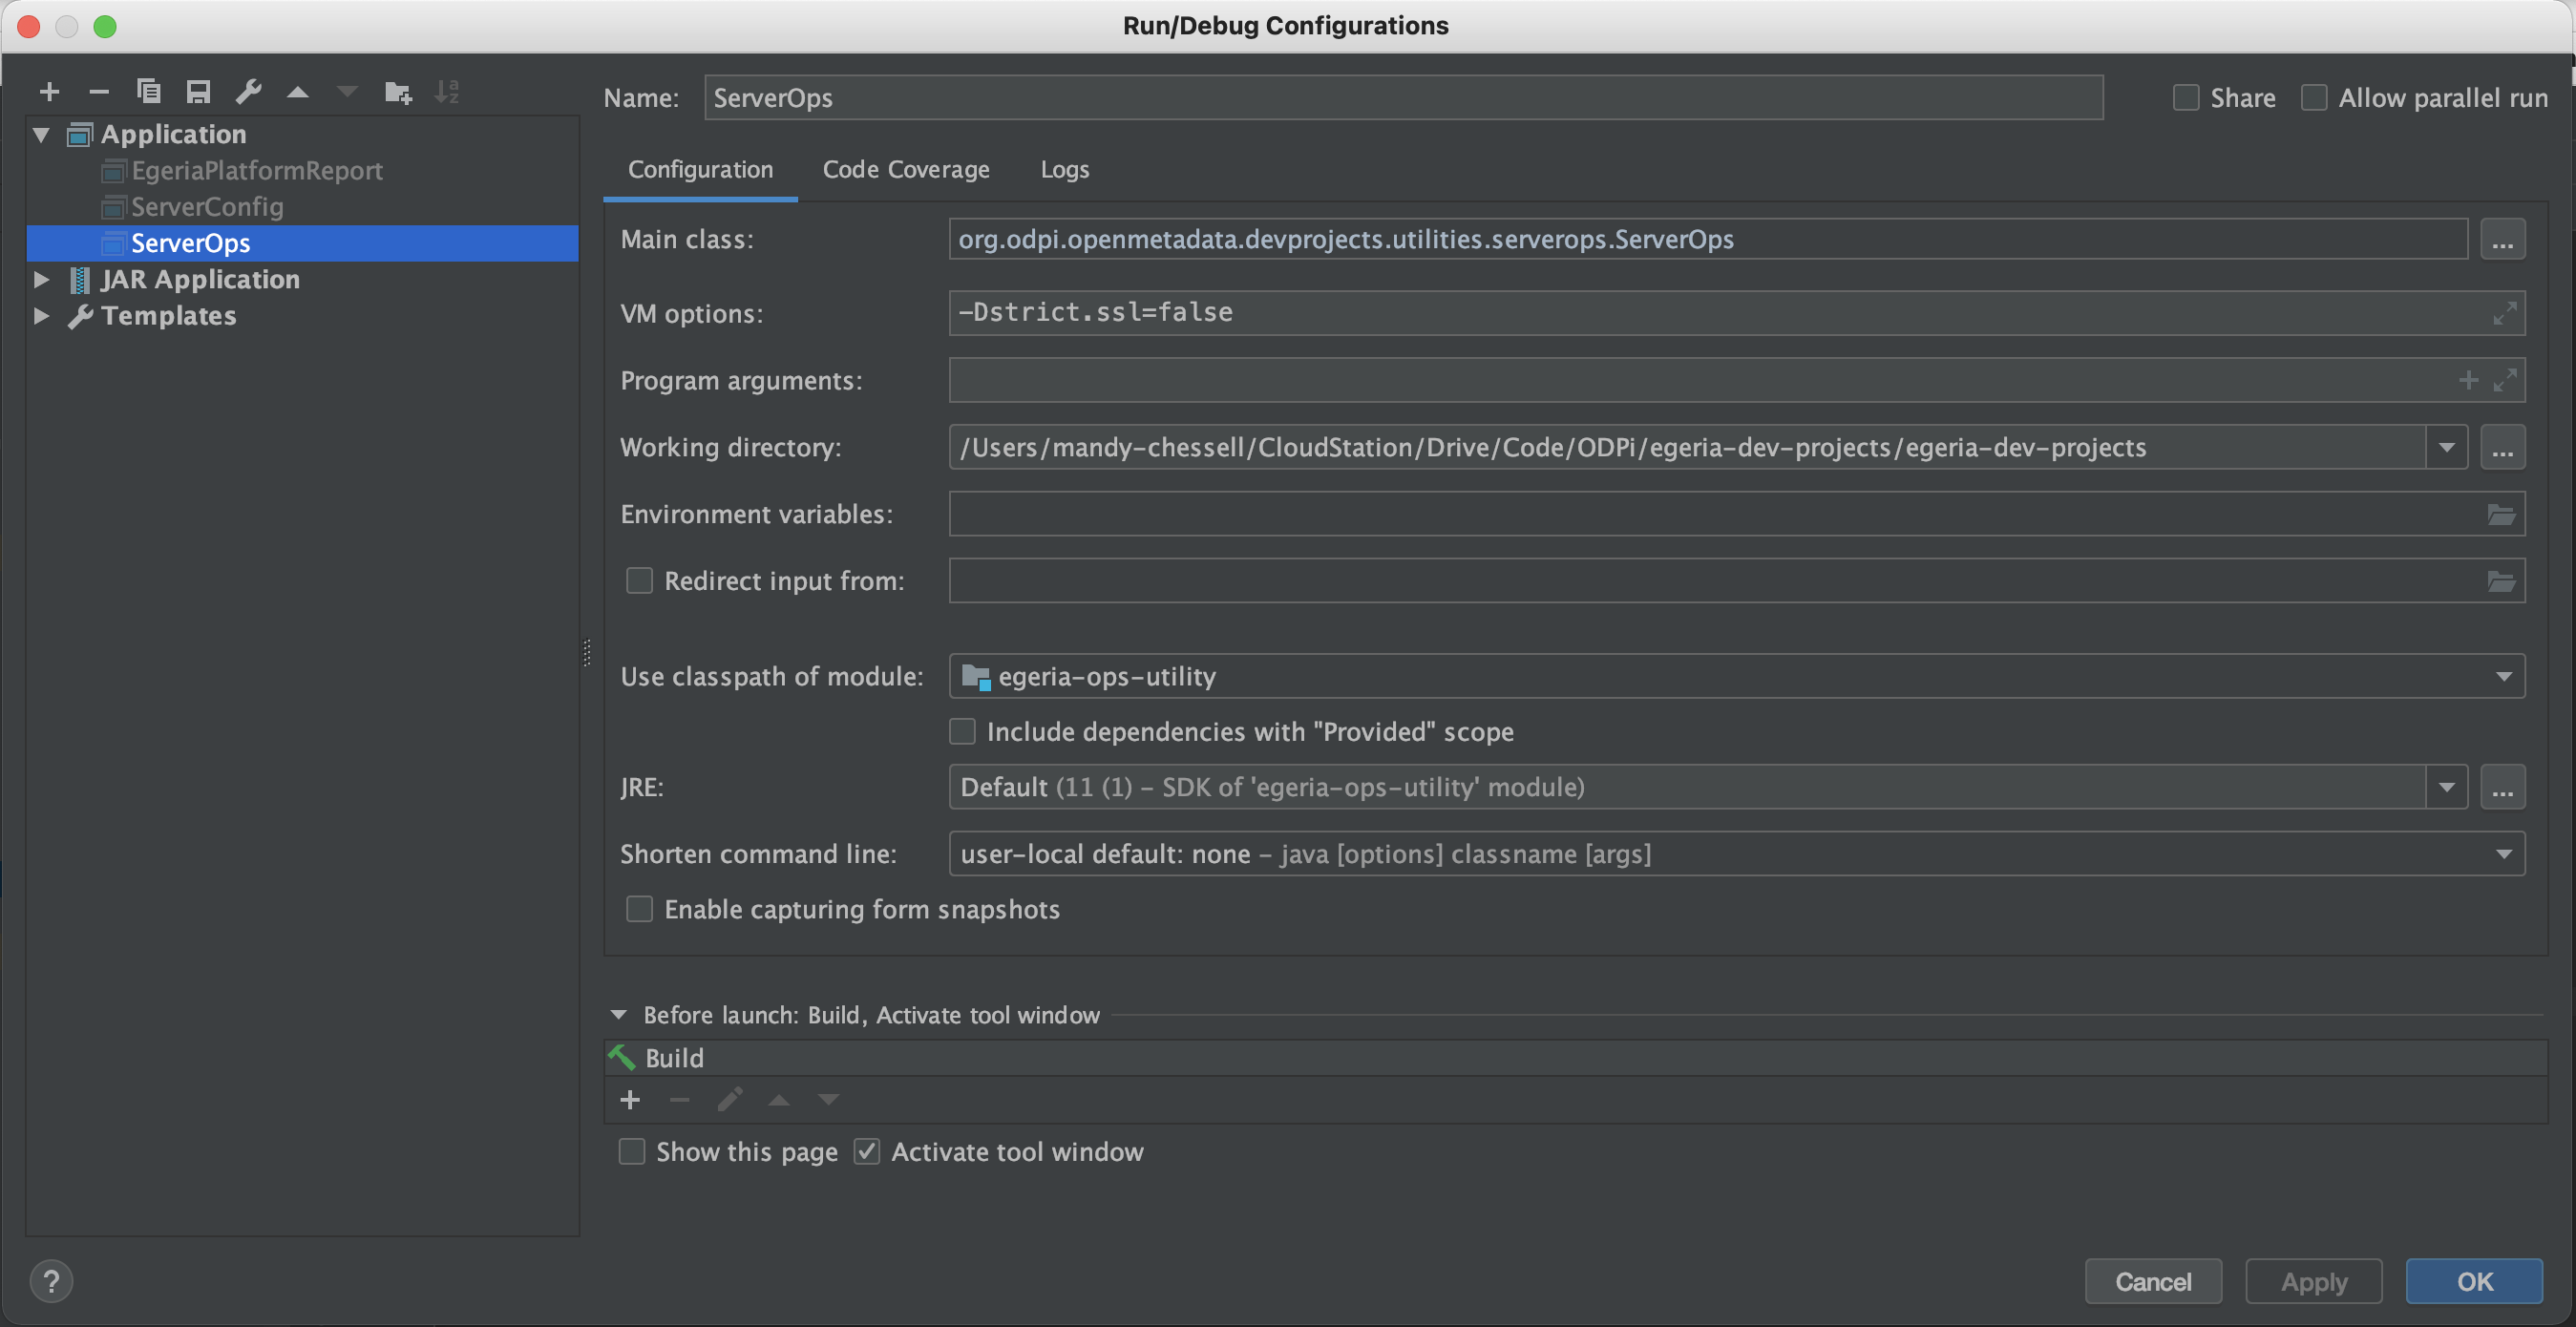 Run/Debug Configurations
Name: ServerOps Share Allow parallel run
Application
EgeriaPlatformReport
ServerConfig
ServerOps
JAR Application
Templates
Configuration Code Coverage Logs
Main class: org.odpi.openmetadata.devprojects.utilities.serverops.ServerOps ...
VM options: -Dstrict.ssl=false
Program arguments:
Working directory: /Users/mandy-chessell/CloudStation/Drive/Code/ODPi/egeria-dev-projects/egeria-dev-projects ...
Environment variables:
Redirect input from:
Use classpath of module: egeria-ops-utility
Include dependencies with "Provided" scope
JRE: Default (11 (1) – SDK of 'egeria-ops-utility' module) ...
Shorten command line: user-local default: none – java [options] classname [args]
Enable capturing form snapshots
Before launch: Build, Activate tool window
Build
Show this page Activate tool window
? Cancel Apply OK